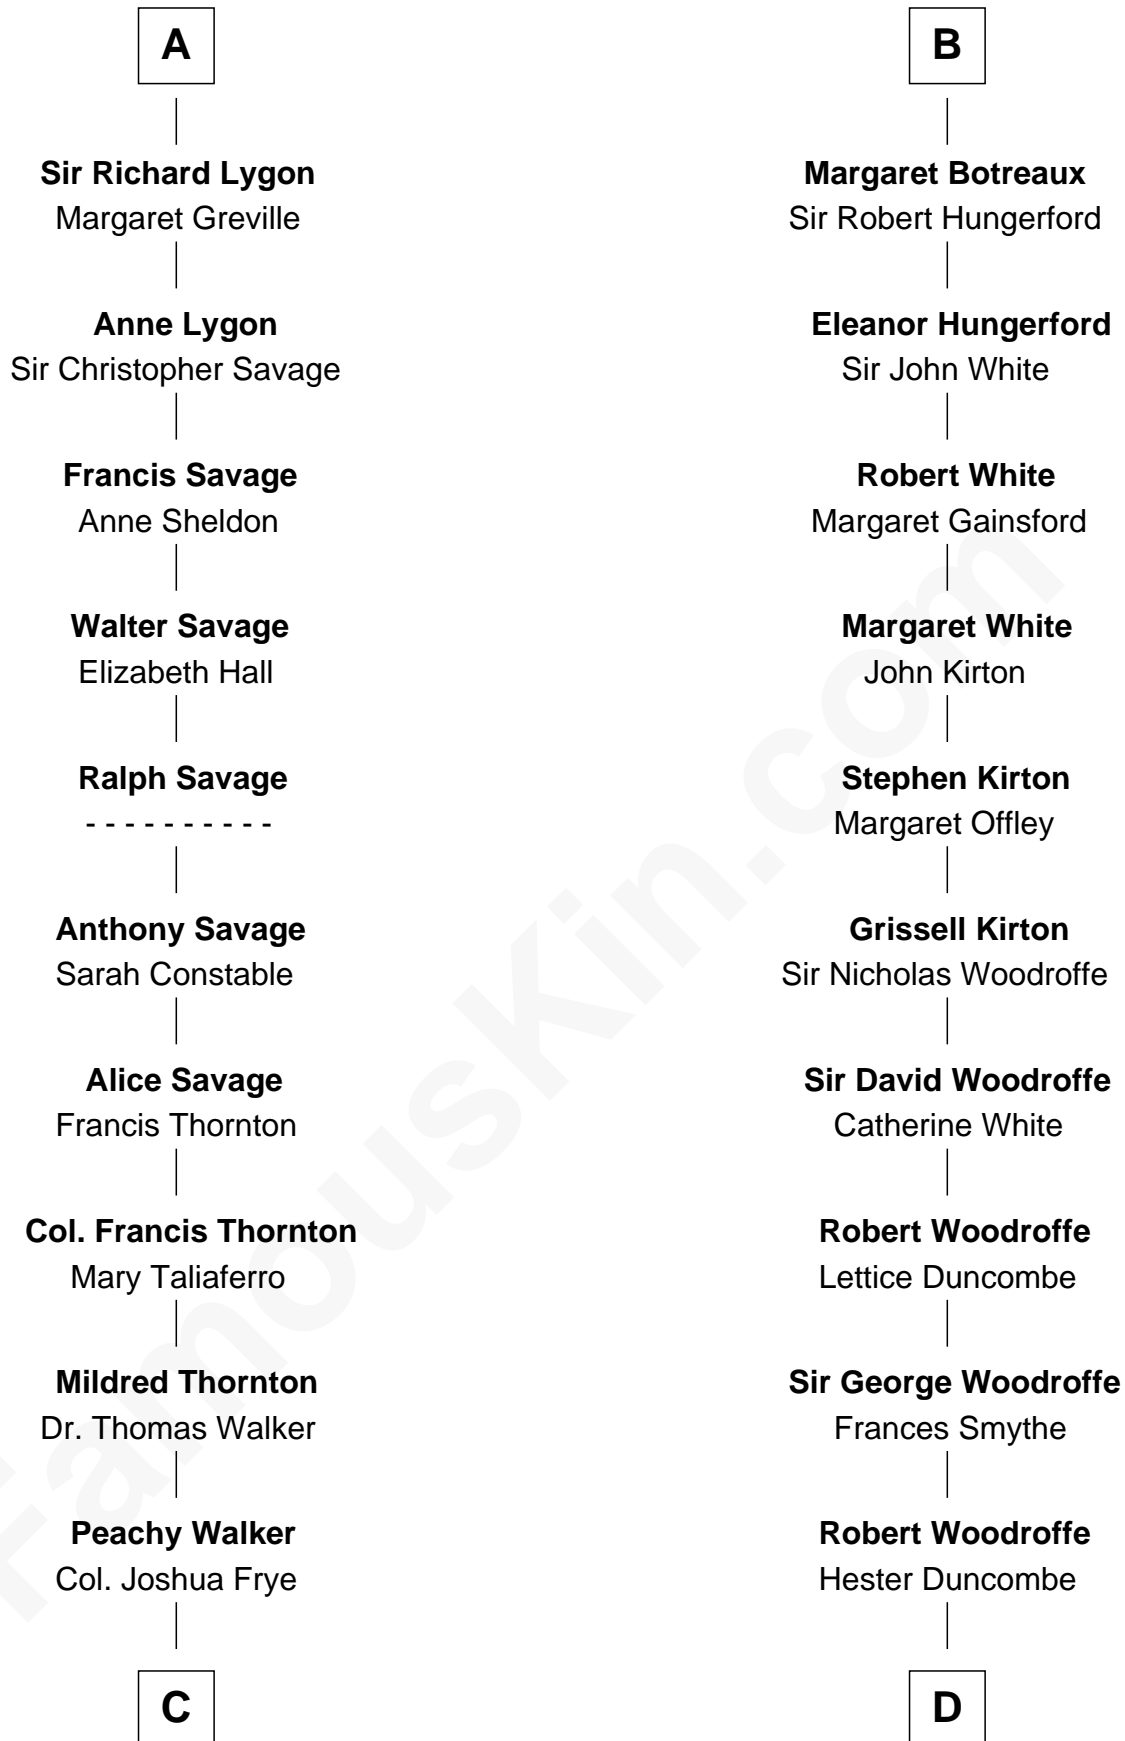 A
Sir Richard Lygon
Margaret Greville
Anne Lygon
Sir Christopher Savage
Francis Savage
Anne Sheldon
Walter Savage
Elizabeth Hall
Ralph Savage
- - - - - - - - - -
Anthony Savage
Sarah Constable
Alice Savage
Francis Thornton
Col. Francis Thornton
Mary Taliaferro
Mildred Thornton
Dr. Thomas Walker
Peachy Walker
Col. Joshua Frye
C
B
Margaret Botreaux
Sir Robert Hungerford
Eleanor Hungerford
Sir John White
Robert White
Margaret Gainsford
Margaret White
John Kirton
Stephen Kirton
Margaret Offley
Grissell Kirton
Sir Nicholas Woodroffe
Sir David Woodroffe
Catherine White
Robert Woodroffe
Lettice Duncombe
Sir George Woodroffe
Frances Smythe
Robert Woodroffe
Hester Duncombe
D
FamousKin.com